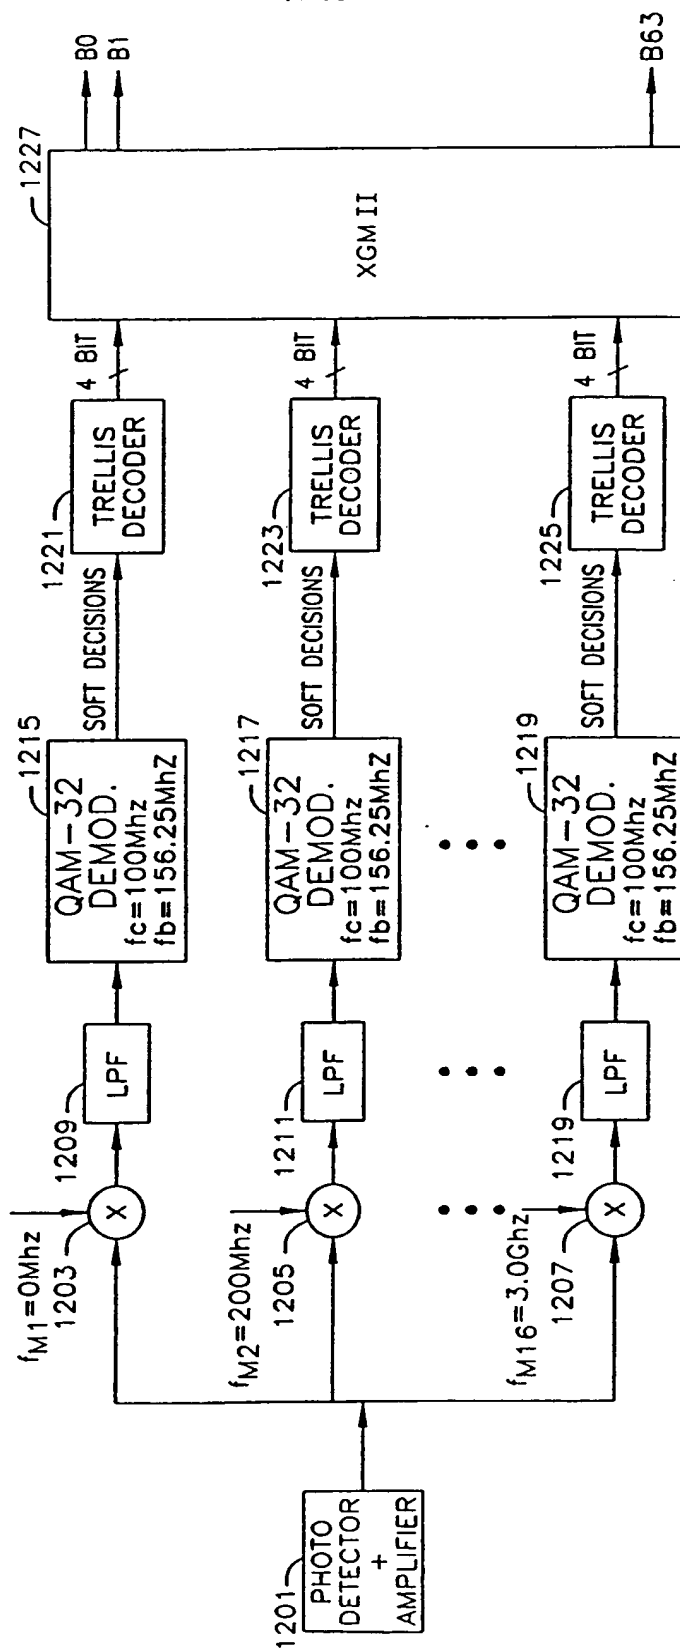 1201
PHOTO
DETECTOR
+
AMPLIFIER
fM1=0Mhz
1203
X
1209
LPF
1215
QAM-32
DEMOD.
fc=100Mhz
fb=156.25MhZ
SOFT DECISIONS
1221
TRELLIS
DECODER
4 BIT
fM2=200Mhz
1205
X
1211
LPF
1217
QAM-32
DEMOD.
fc=100Mhz
fb=156.25MhZ
SOFT DECISIONS
1223
TRELLIS
DECODER
4 BIT
fM16=3.0Ghz
1207
X
1219
LPF
1219
QAM-32
DEMOD.
fc=100Mhz
fb=156.25MhZ
SOFT DECISIONS
1225
TRELLIS
DECODER
4 BIT
1227
XGMII
B0
B1
B63